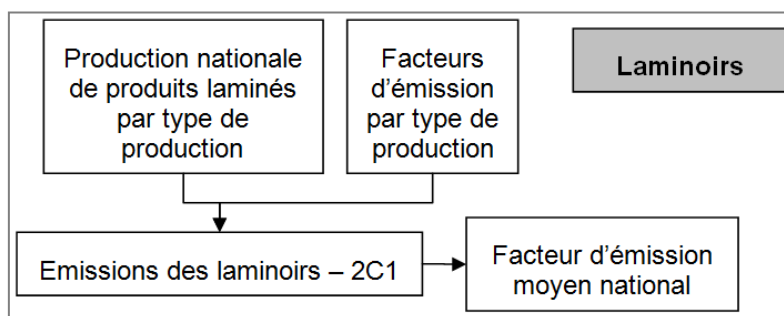 Production nationale
de produits laminés
par type de
production
Facteurs
d'émission
par type de
production
Laminoirs
Emissions des laminoirs – 2C1
Facteur d'émission
moyen national